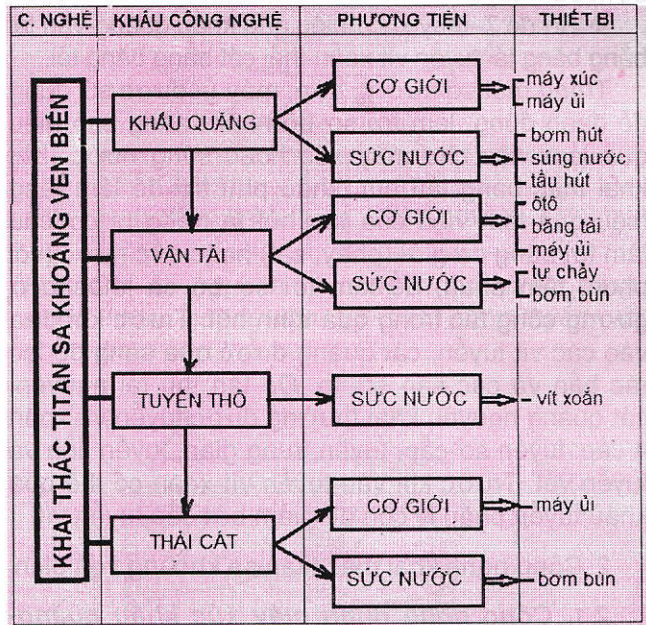 C. NGHỆ KHÂU CÔNG NGHỆ PHƯƠNG TIỆN THIẾT BỊ
KHAI THÁC TITAN SA KHOÁNG VEN BIỂN
KHẤU QUẶNG
CƠ GIỚI
máy xúc
máy ủi
SỨC NƯỚC
bơm hút
súng nước
tầu hút
VẬN TẢI
CƠ GIỚI
ôtô
băng tải
máy ủi
SỨC NƯỚC
tự chảy
bơm bùn
TUYỂN THÔ
SỨC NƯỚC
vít xoắn
THẢI CÁT
CƠ GIỚI
máy ủi
SỨC NƯỚC
bơm bùn